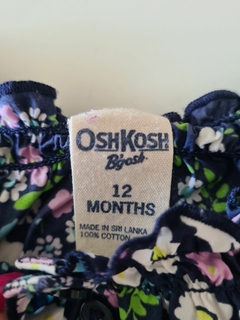 OSHKOSH
B'gosh
12
MONTHS
MADE IN SRI LANKA
100% COTTON